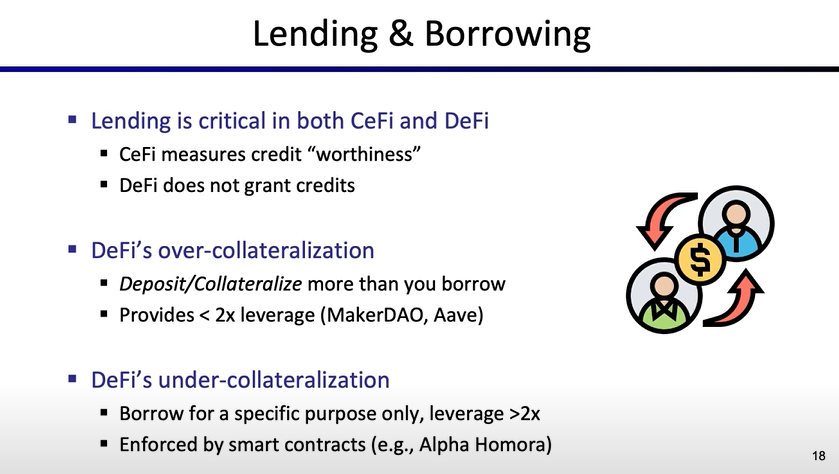 Lending & Borrowing
▪ Lending is critical in both CeFi and DeFi
▪ CeFi measures credit “worthiness”
▪ DeFi does not grant credits
▪ DeFi’s over-collateralization
▪ Deposit/Collateralize more than you borrow
▪ Provides < 2x leverage (MakerDAO, Aave)
▪ DeFi’s under-collateralization
▪ Borrow for a specific purpose only, leverage >2x
▪ Enforced by smart contracts (e.g., Alpha Homora)
$
18